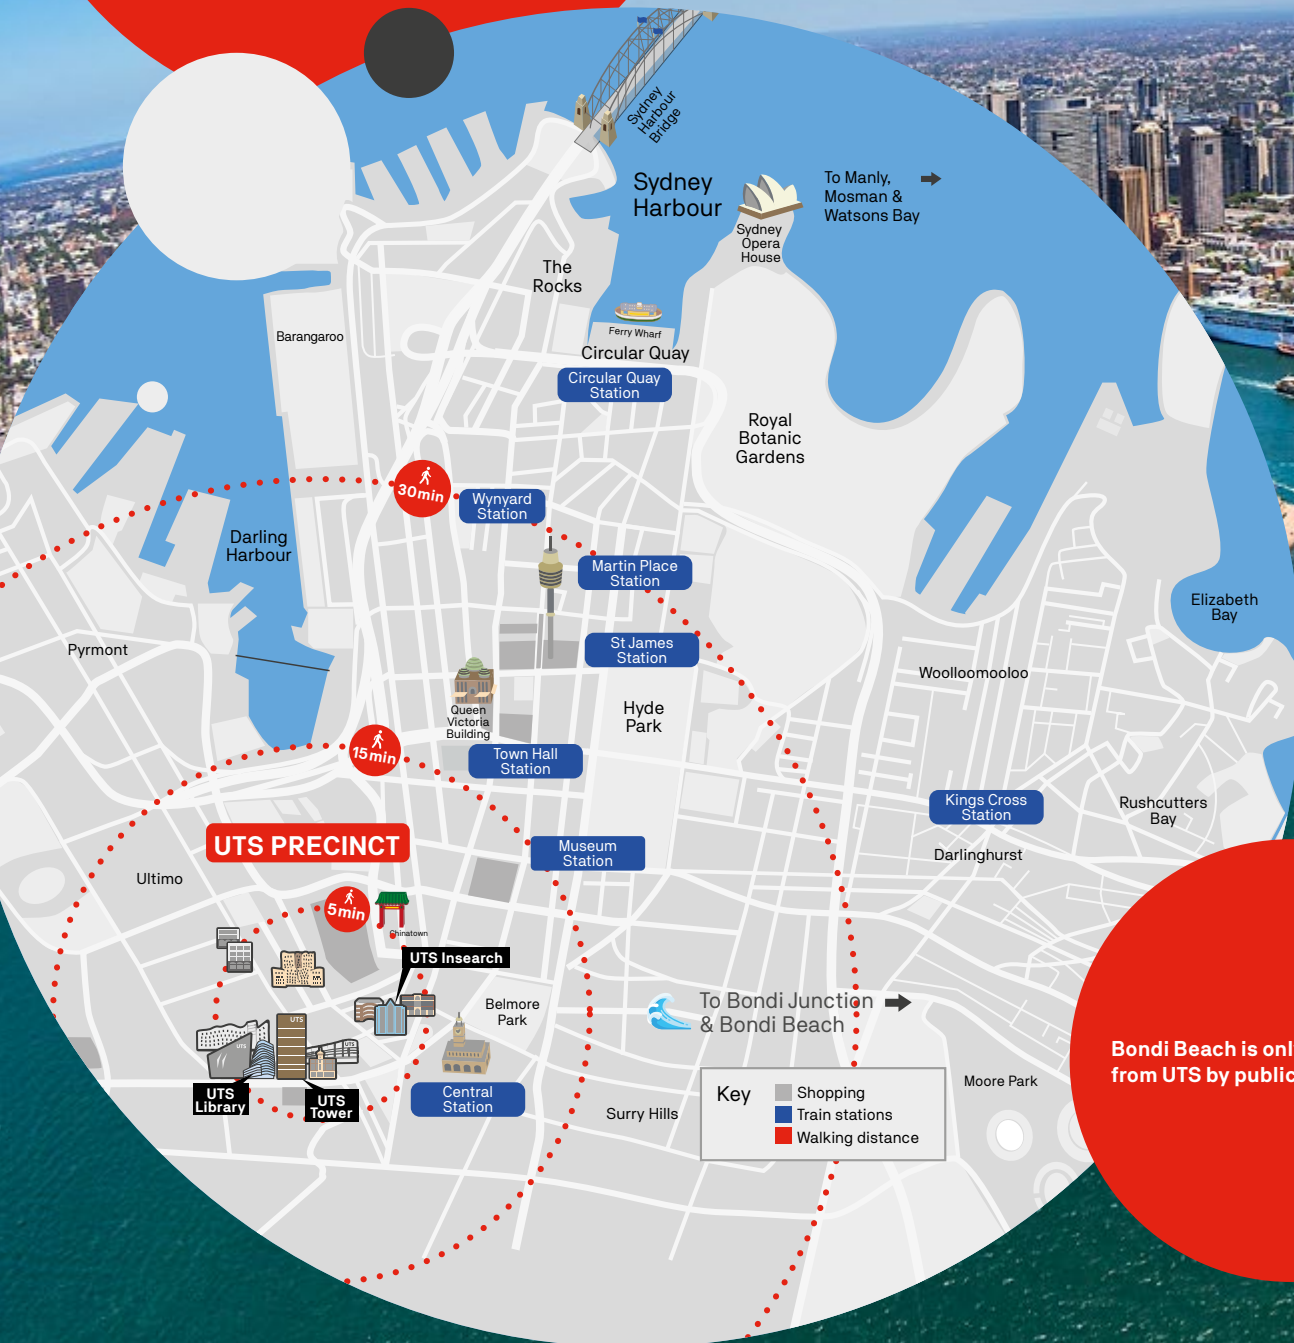 Sydney
Harbour
Bridge
Sydney
Harbour
To Manly,
Mosman &
Watsons Bay
Sydney
Opera
House
The
Rocks
Ferry Wharf
Barangaroo
Circular Quay
Circular Quay
Station
Royal
Botanic
Gardens
30min
Wynyard
Station
Darling
Harbour
Martin Place
Station
Elizabeth
Bay
Pyrmont
St James
Station
Woolloomooloo
Queen
Victoria
Building
Hyde
Park
15min
Town Hall
Station
Kings Cross
Station
Rushcutters
Bay
UTS PRECINCT
Museum
Station
Darlinghurst
Ultimo
5min
Chinatown
UTS Insearch
Belmore
Park
To Bondi Junction
& Bondi Beach
UTS
UTS
UTS
Bondi Beach is onl
from UTS by public
Moore Park
UTS
Library
UTS
Tower
Central
Station
Surry Hills
Key
Shopping
Train stations
Walking distance